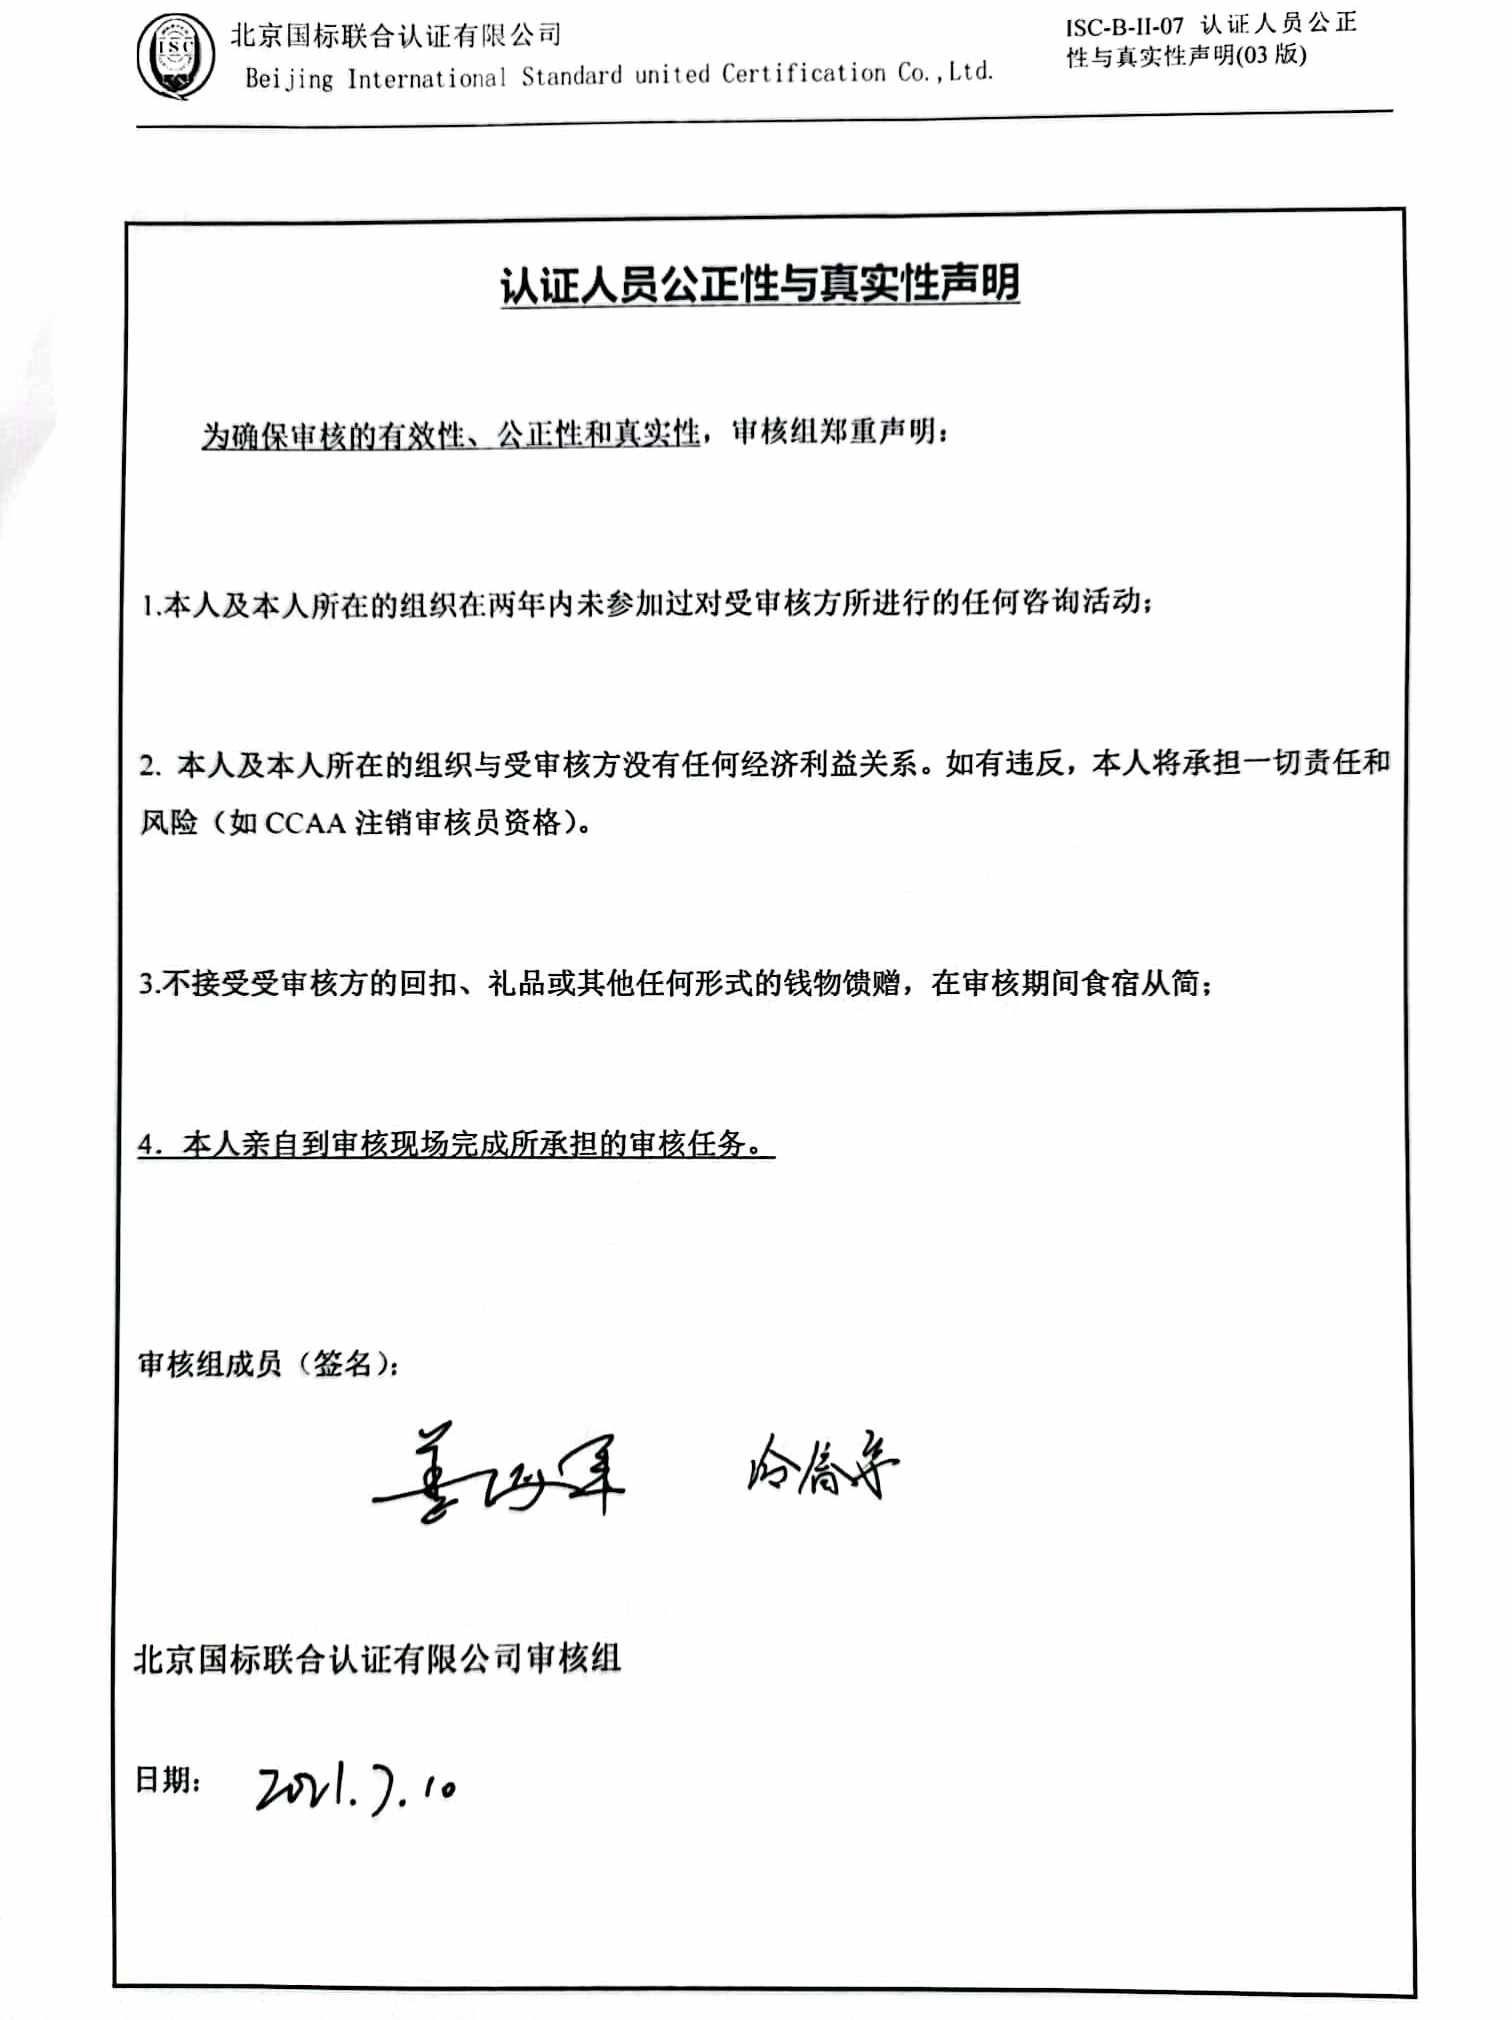 ISC
北京国标联合认证有限公司
Beijing International Standard united Certification Co.,Ltd.
ISC-B-II-07 认证人员公正
性与真实性声明(03版)
认证人员公正性与真实性声明
为确保审核的有效性、公正性和真实性，审核组郑重声明：
1.本人及本人所在的组织在两年内未参加过对受审核方所进行的任何咨询活动；
2. 本人及本人所在的组织与受审核方没有任何经济利益关系。如有违反，本人将承担一切责任和
风险（如 CCAA 注销审核员资格）。
3.不接受受审核方的回扣、礼品或其他任何形式的钱物馈赠，在审核期间食宿从简；
4. 本人亲自到审核现场完成所承担的审核任务。
审核组成员（签名）：
北京国标联合认证有限公司审核组
日期： 2021.7.10